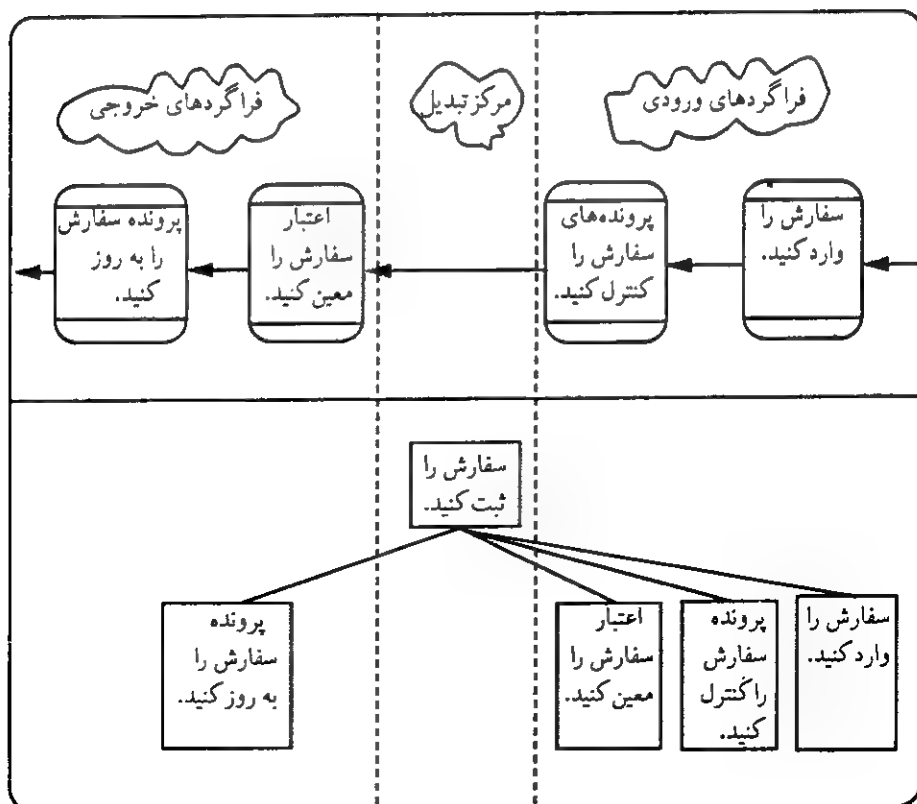 فراگردهای ورودی
مرکز تبدیل
فراگردهای خروجی
سفارش را
وارد کنید.
پرونده‌های
سفارش را
کنترل کنید.
اعتبار
سفارش را
معین کنید.
پرونده سفارش
را به روز
کنید.
سفارش را
ثبت کنید.
سفارش را
وارد کنید.
پرونده
سفارش
را کنترل
کنید.
اعتبار
سفارش را
معین کنید.
پرونده
سفارش را
به روز کنید.